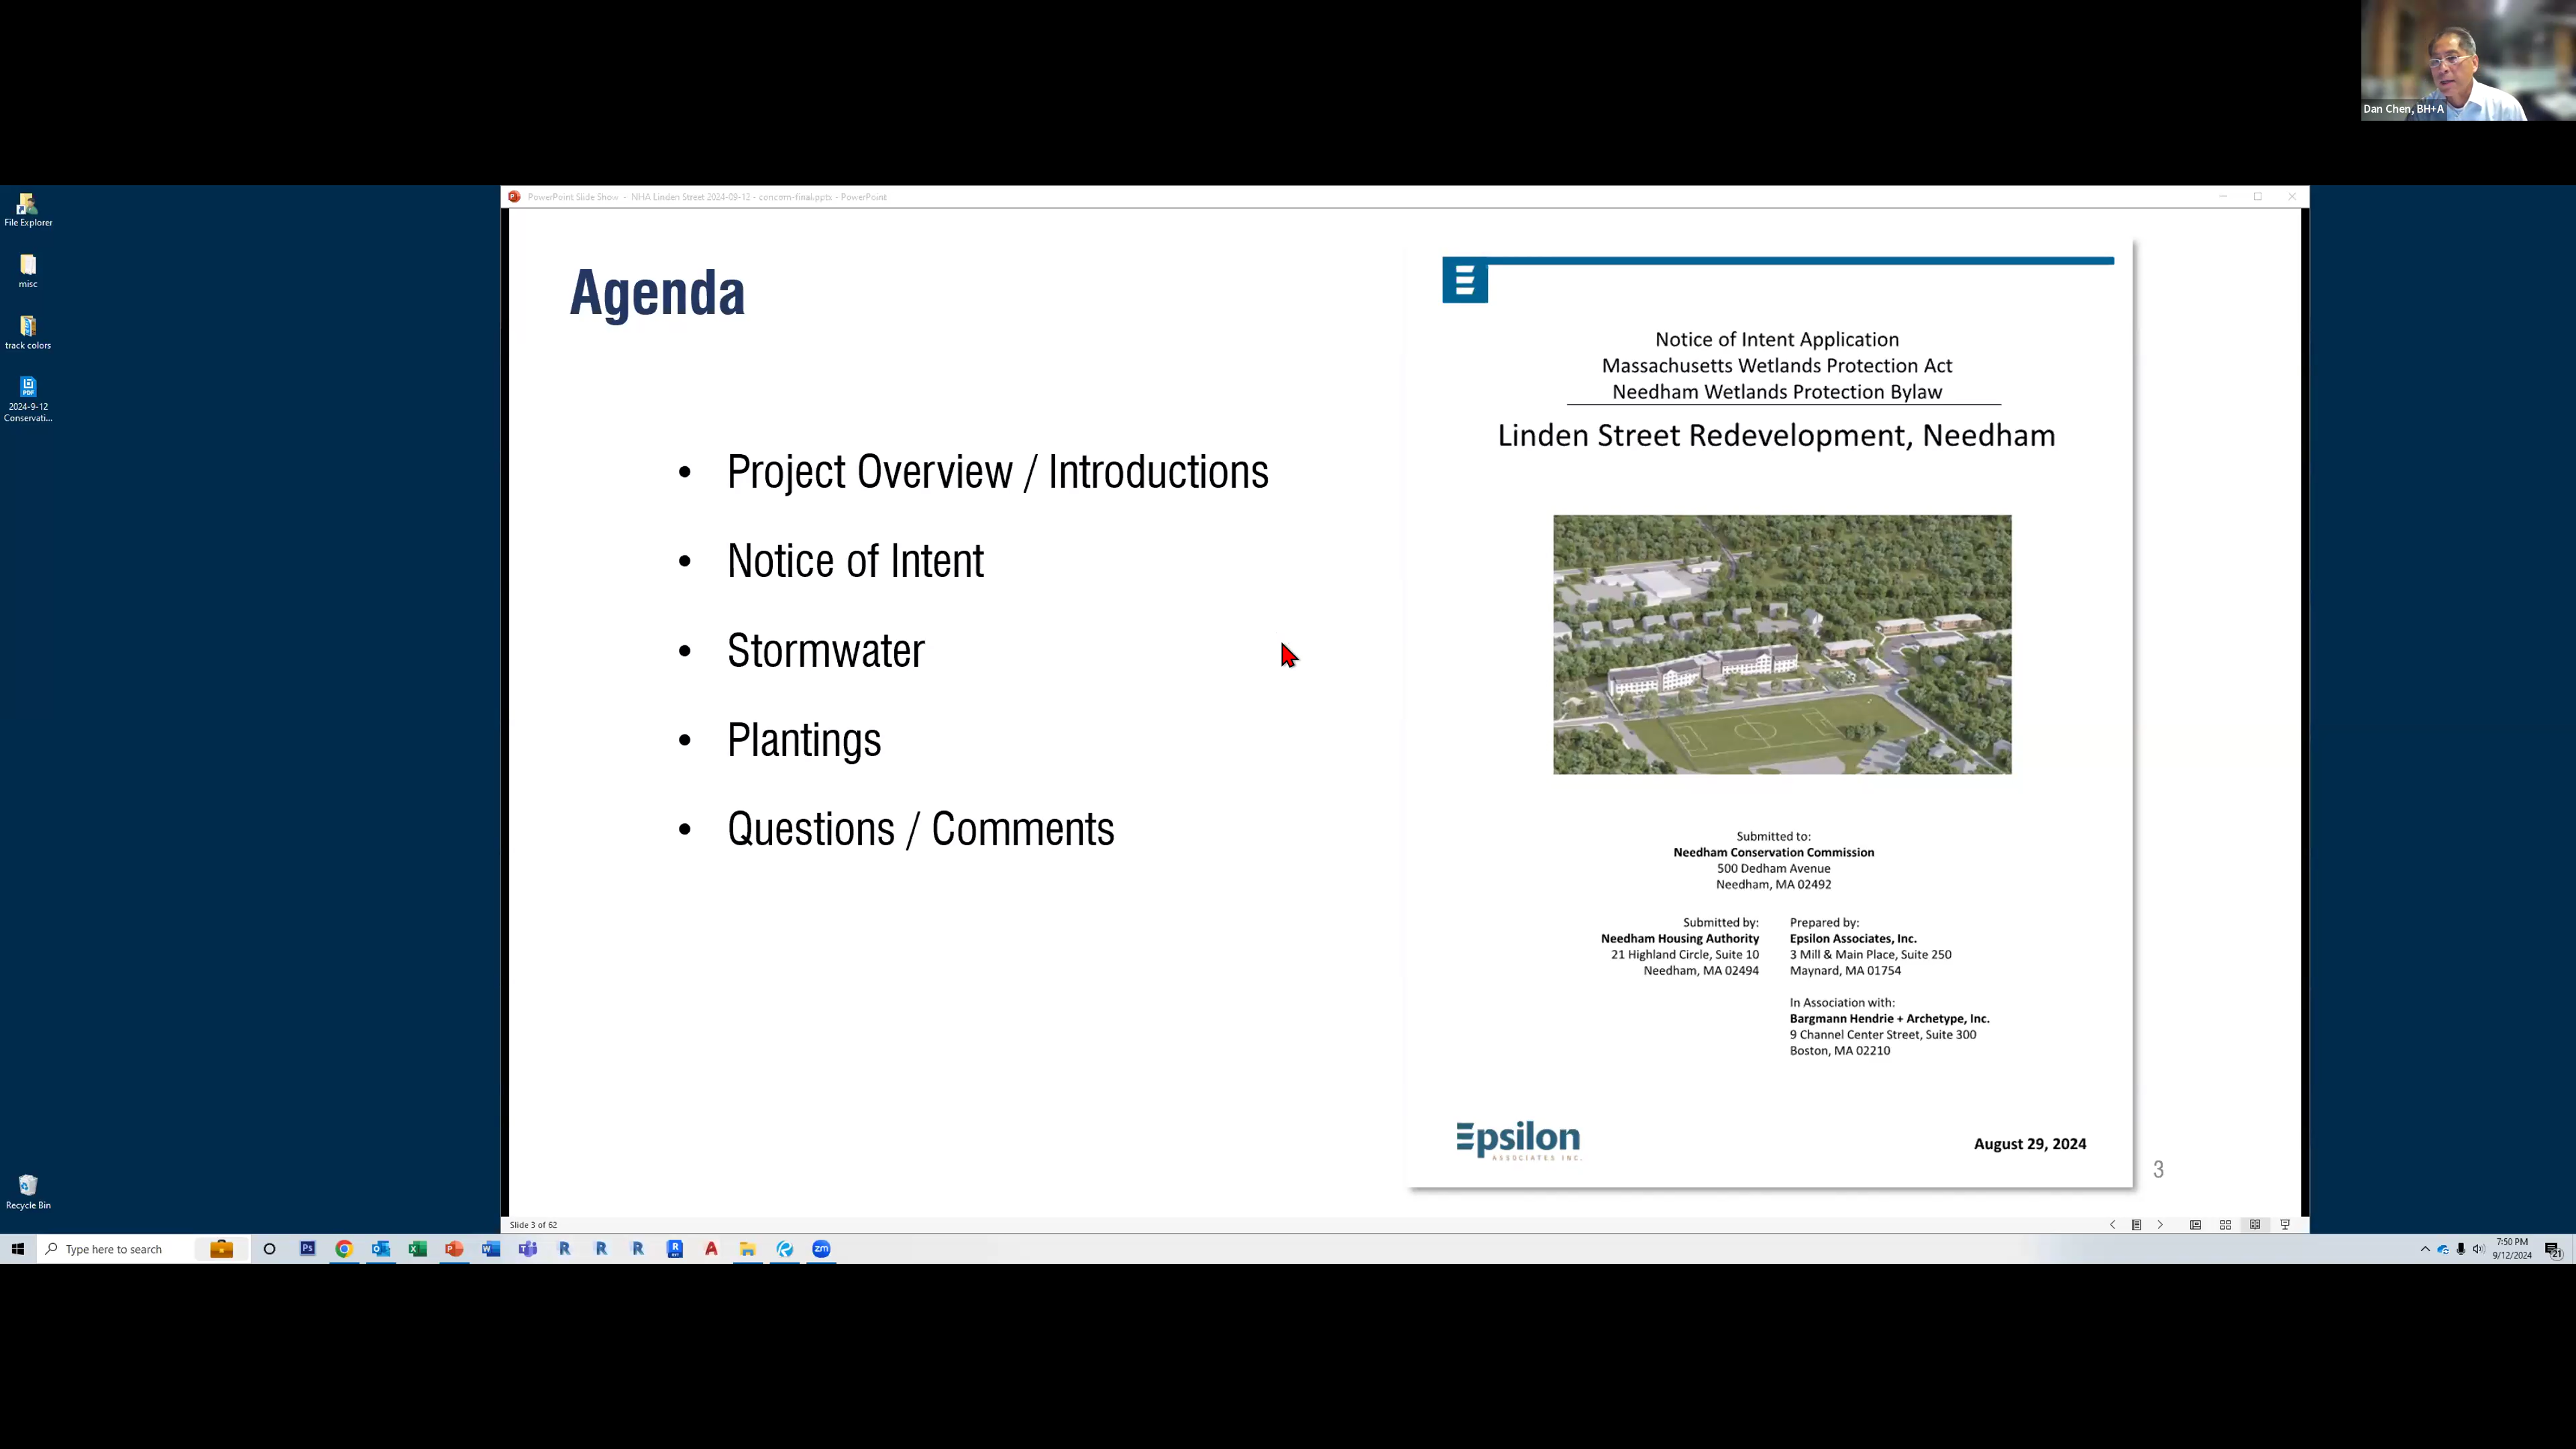 Dan Chen, BH+A
File Explorer
misc
track colors
2024-9-12
Conservati...
Recycle Bin
PowerPoint Slide Show - NHA Linden Street 2024-09-12 - concom-final.pptx - PowerPoint
Agenda
• Project Overview / Introductions
• Notice of Intent
• Stormwater
• Plantings
• Questions / Comments
Notice of Intent Application
Massachusetts Wetlands Protection Act
Needham Wetlands Protection Bylaw
Linden Street Redevelopment, Needham
Submitted to:
Needham Conservation Commission
500 Dedham Avenue
Needham, MA 02492
Submitted by:
Needham Housing Authority
21 Highland Circle, Suite 10
Needham, MA 02494
Prepared by:
Epsilon Associates, Inc.
3 Mill & Main Place, Suite 250
Maynard, MA 01754
In Association with:
Bargmann Hendrie + Archetype, Inc.
9 Channel Center Street, Suite 300
Boston, MA 02210
Epsilon
ASSOCIATES INC.
August 29, 2024
3
Slide 3 of 62
Type here to search
7:50 PM
9/12/2024
21